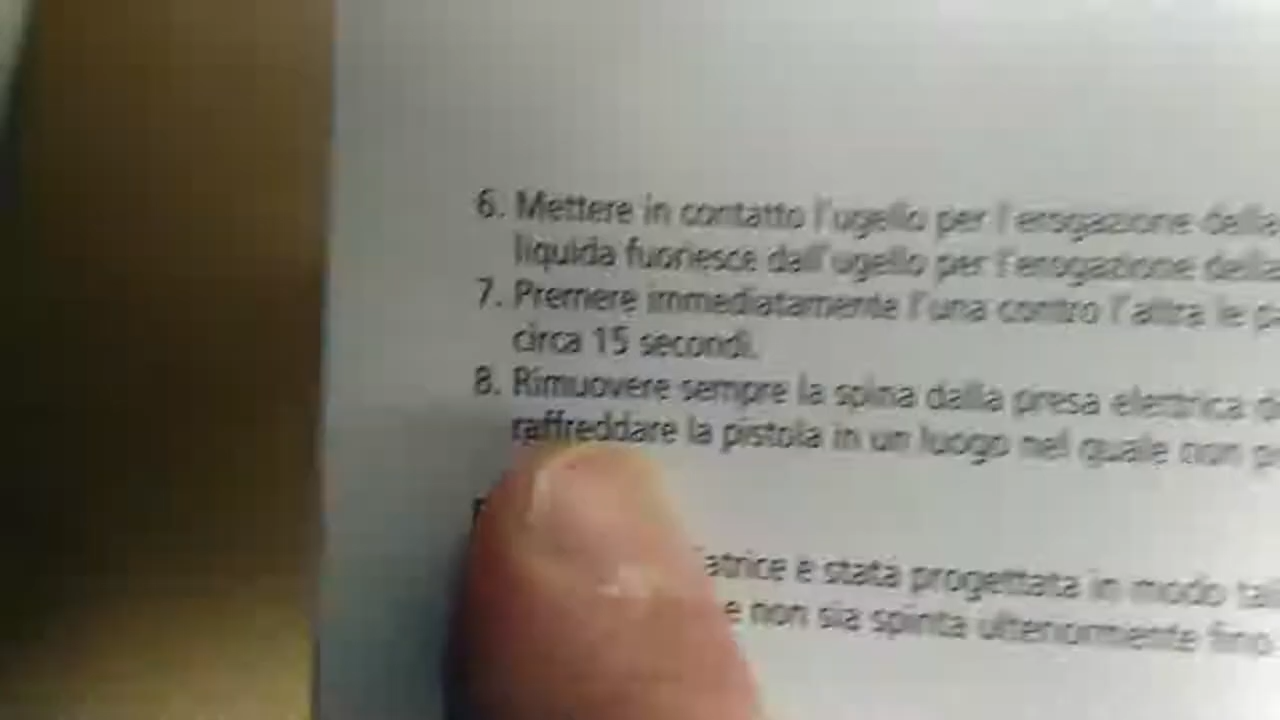 6. Mettere in contatto l'ugello per l'erogazione della
liquida fuoriesce dall'ugello per l'erogazione della
7. Premere immediatamente l'una contro l'altra le
circa 15 secondi.
8. Rimuovere sempre la spina dalla presa elettrica
raffreddare la pistola in un luogo nel quale non
è stata progettata in modo
e non sia spinta ulteriormente fino